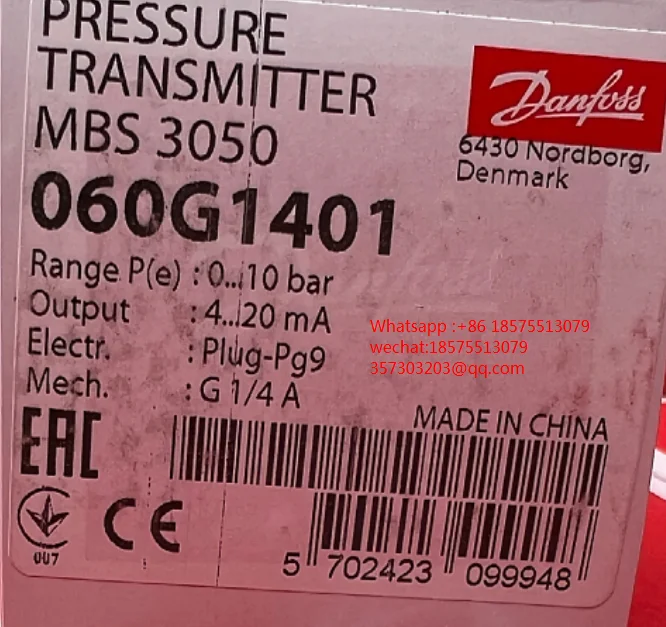 PRESSURE
TRANSMITTER
MBS 3050
Danfoss
6430 Nordborg,
Denmark
060G1401
Range P(e) : 0...10 bar
Output : 4...20 mA
Electr. : Plug-Pg9
Mech. : G 1/4 A
Whatsapp :+86 18575513079
wechat:18575513079
357303203@qq.com
MADE IN CHINA
EAC
CE
007
5 702423 099948